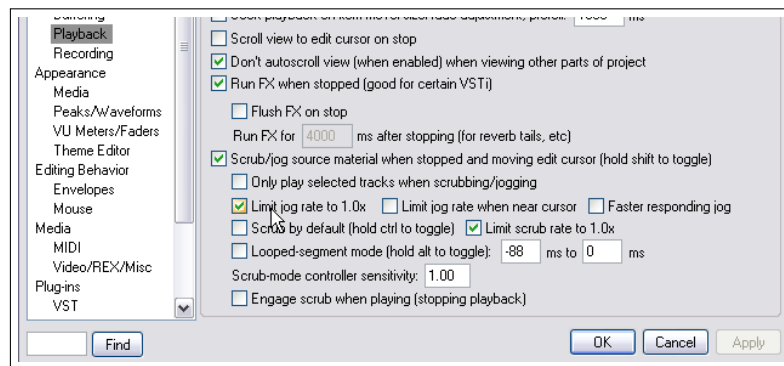 Buffering
Playback
Recording
Appearance
Media
Peaks/Waveforms
VU Meters/Faders
Theme Editor
Editing Behavior
Envelopes
Mouse
Media
MIDI
Video/REX/Misc
Plug-ins
VST
Find
ms
Scroll view to edit cursor on stop
Don't autoscroll view (when enabled) when viewing other parts of project
Run FX when stopped (good for certain VSTi)
Flush FX on stop
Run FX for 4000 ms after stopping (for reverb tails, etc)
Scrub/jog source material when stopped and moving edit cursor (hold shift to toggle)
Only play selected tracks when scrubbing/jogging
Limit jog rate to 1.0x Limit jog rate when near cursor Faster responding jog
Scrub by default (hold ctrl to toggle) Limit scrub rate to 1.0x
Looped-segment mode (hold alt to toggle): -88 ms to 0 ms
Scrub-mode controller sensitivity: 1.00
Engage scrub when playing (stopping playback)
OK Cancel Apply